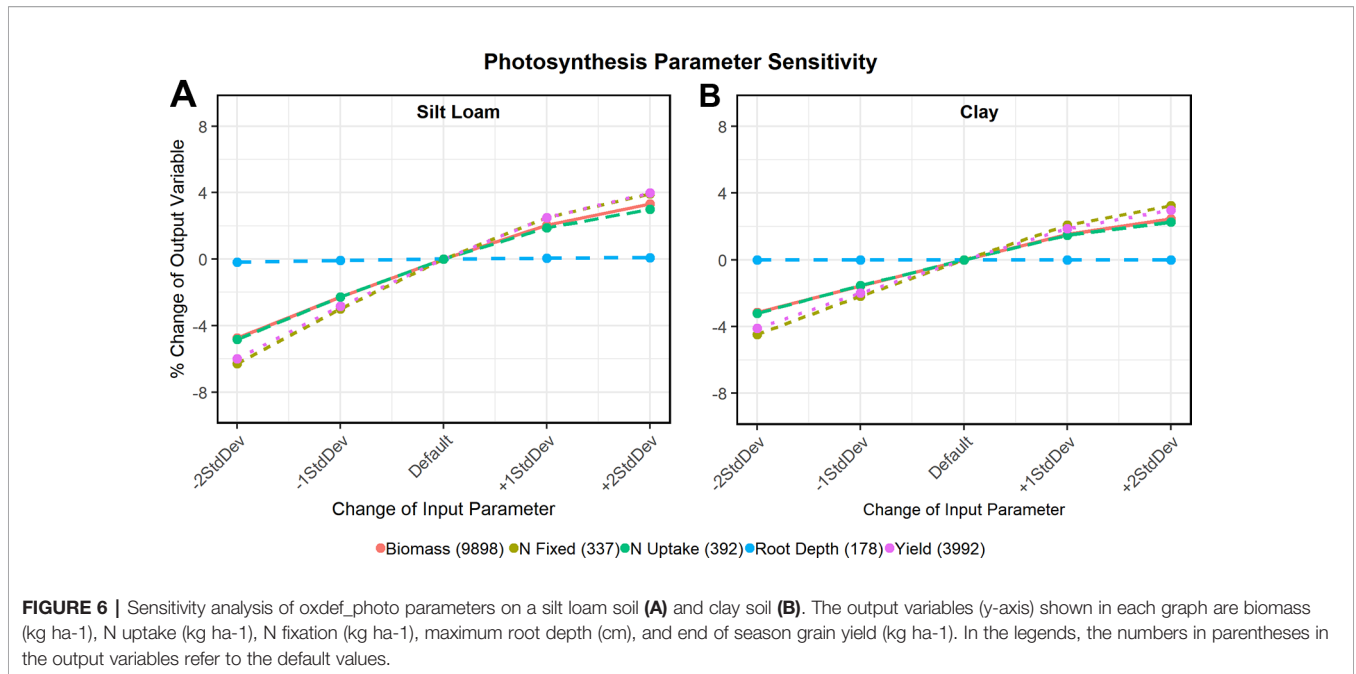 Photosynthesis Parameter Sensitivity
A
B
Silt Loam
Clay
% Change of Output Variable
8
4
0
-4
-8
8
4
0
-4
-8
-2StdDev
-1StdDev
Default
+1StdDev
+2StdDev
-2StdDev
-1StdDev
Default
+1StdDev
+2StdDev
Change of Input Parameter
Change of Input Parameter
Biomass (9898) N Fixed (337) N Uptake (392) Root Depth (178) Yield (3992)
FIGURE 6 | Sensitivity analysis of oxdef_photo parameters on a silt loam soil (A) and clay soil (B). The output variables (y-axis) shown in each graph are biomass
(kg ha-1), N uptake (kg ha-1), N fixation (kg ha-1), maximum root depth (cm), and end of season grain yield (kg ha-1). In the legends, the numbers in parentheses in
the output variables refer to the default values.